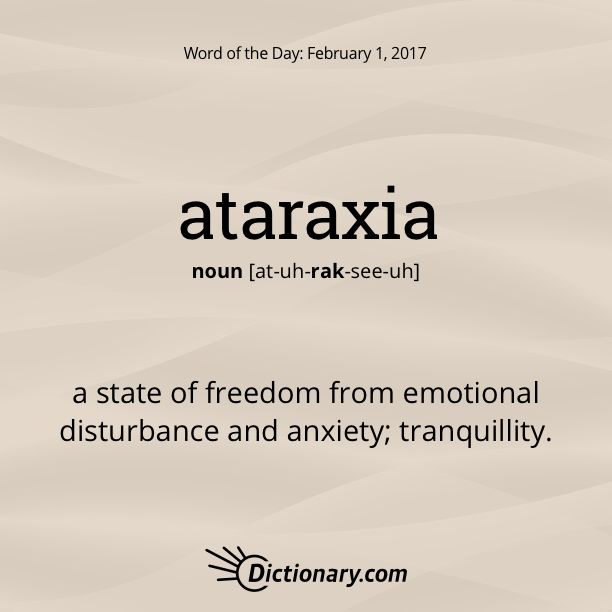 Word of the Day: February 1, 2017
ataraxia
noun [at-uh-rak-see-uh]
a state of freedom from emotional
disturbance and anxiety; tranquillity.
Dictionary.com